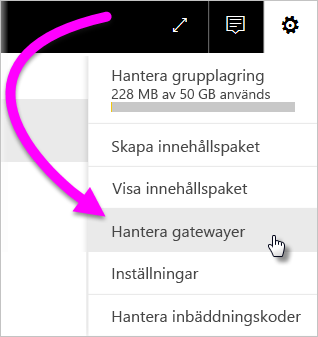 Hantera grupplagring
228 MB av 50 GB används
Skapa innehållspaket
Visa innehållspaket
Hantera gatewayer
Inställningar
Hantera inbäddningskoder